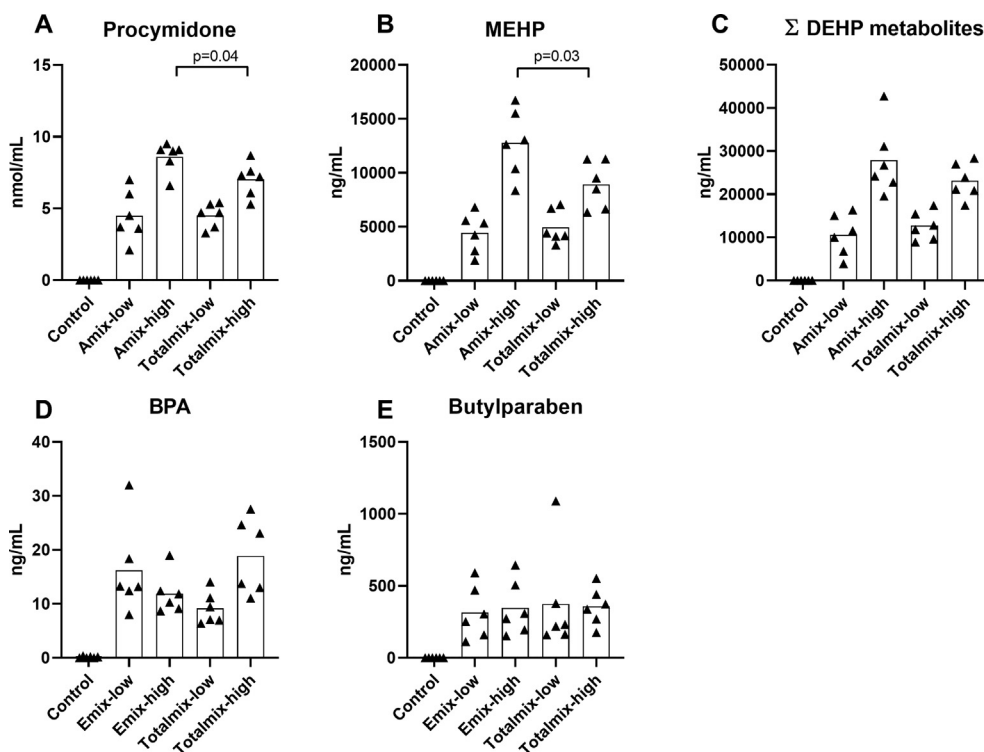 A
Procymidone
p=0.04
15
10
5
0
nmol/mL
Control
Amix-low
Amix-high
Totalmix-low
Totalmix-high
B
MEHP
p=0.03
20000
15000
10000
5000
0
ng/mL
Control
Amix-low
Amix-high
Totalmix-low
Totalmix-high
C
Σ DEHP metabolites
50000
40000
30000
20000
10000
0
ng/mL
Control
Amix-low
Amix-high
Totalmix-low
Totalmix-high
D
BPA
40
30
20
10
0
ng/mL
Control
Emix-low
Emix-high
Totalmix-low
Totalmix-high
E
Butylparaben
1500
1000
500
0
ng/mL
Control
Emix-low
Emix-high
Totalmix-low
Totalmix-high